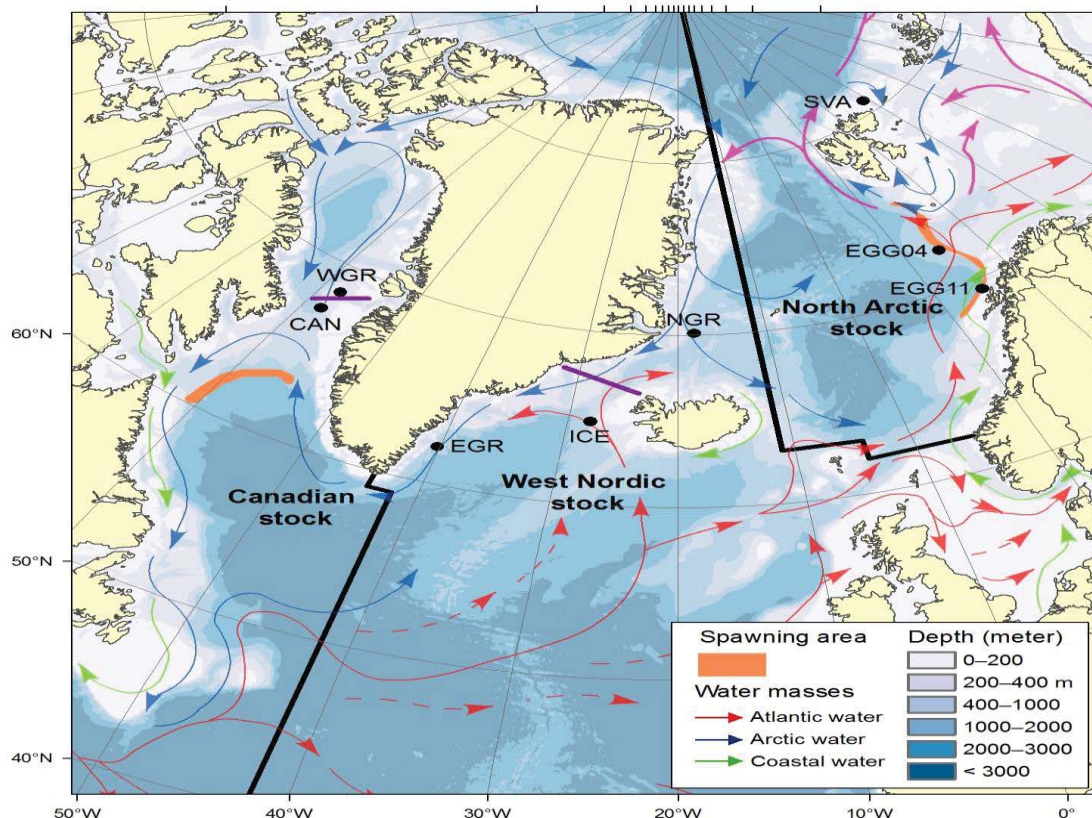 SVA
WGR
CAN
EGG04
EGG11
North Arctic
stock
NGR
60°N
EGR
ICE
West Nordic
stock
Canadian
stock
50°N
40°N
Spawning area
Water masses
Atlantic water
Arctic water
Coastal water
Depth (meter)
0–200
200–400 m
400–1000
1000–2000
2000–3000
< 3000
50°W
40°W
30°W
20°W
10°W
0°